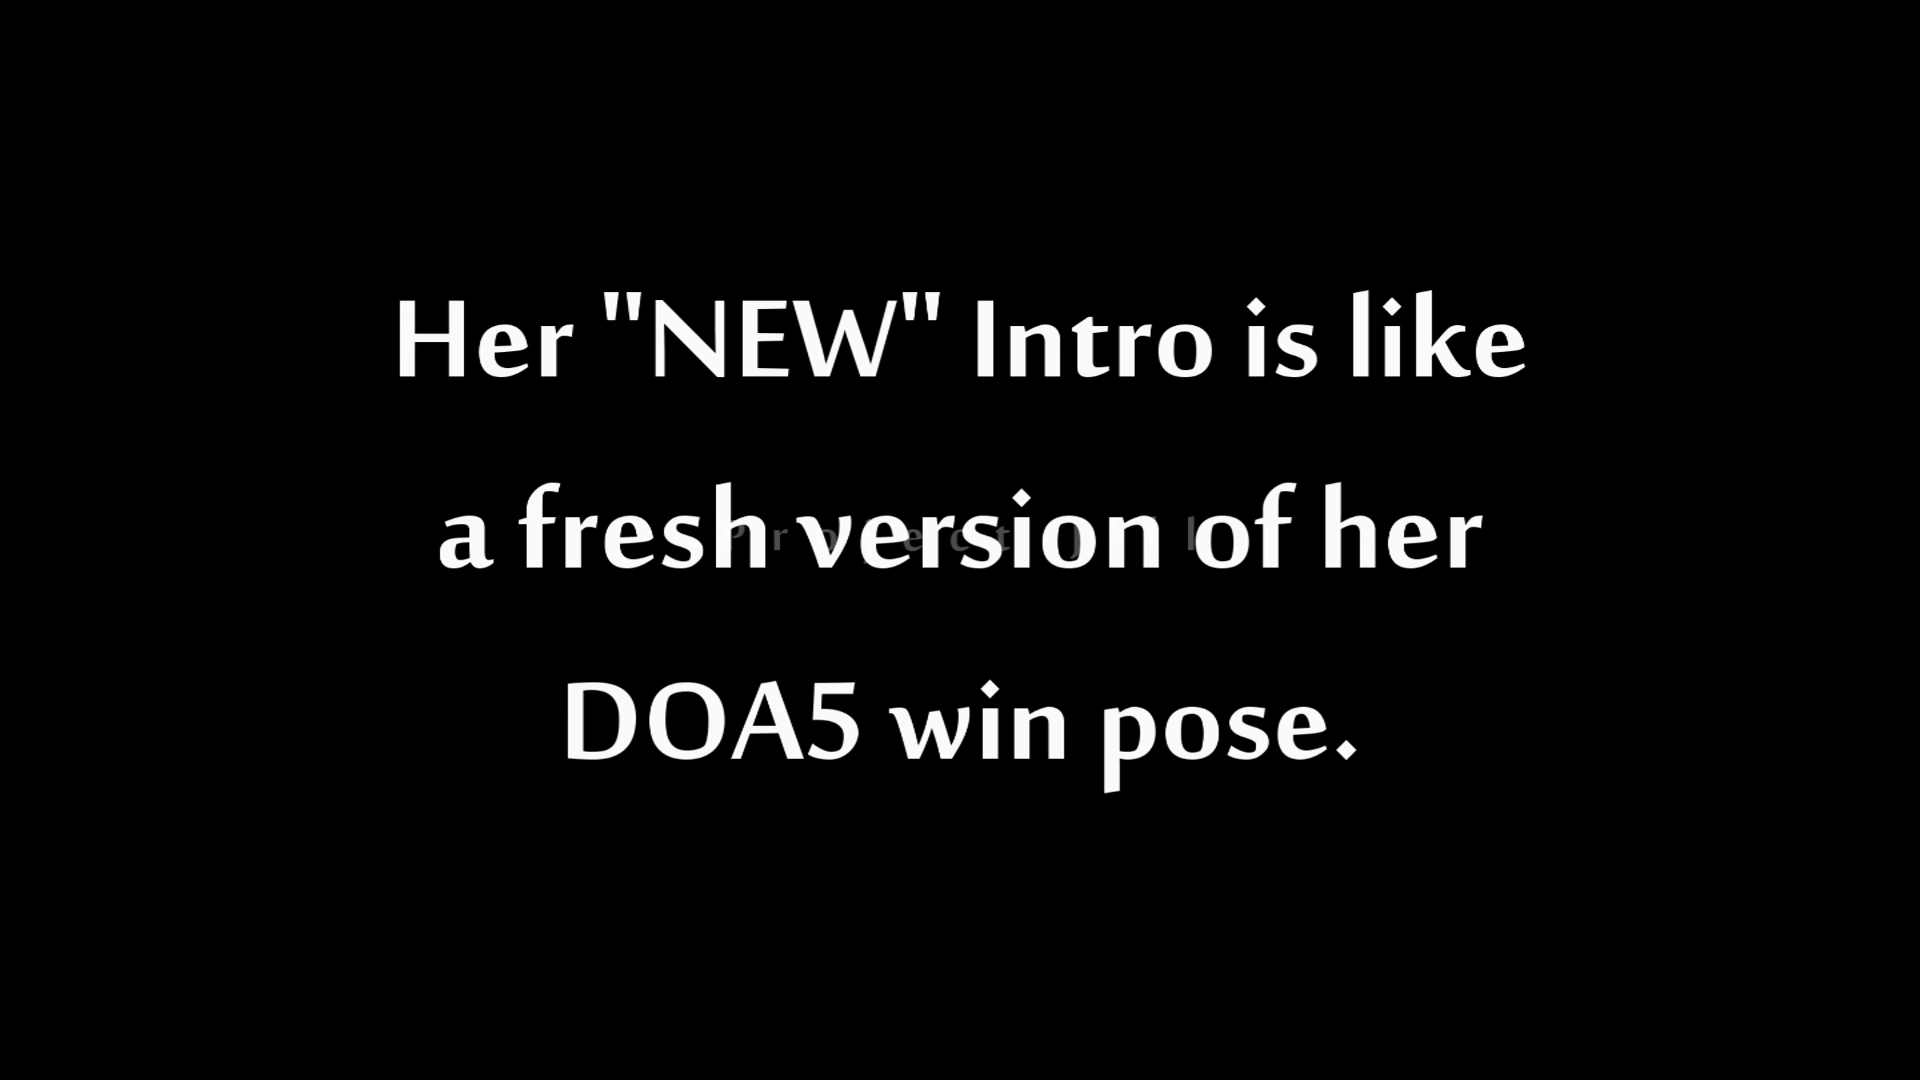 Her "NEW" Intro is like
a fresh version of her
DOA5 win pose.